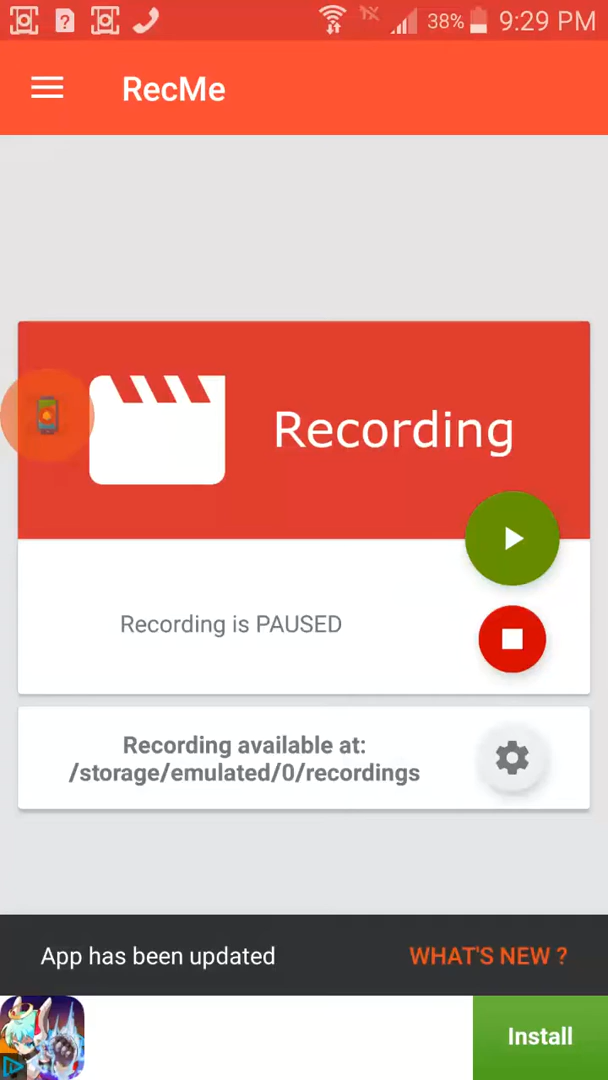 38% 9:29 PM
RecMe
Recording
Recording is PAUSED
Recording available at:
/storage/emulated/0/recordings
App has been updated WHAT'S NEW ?
Install